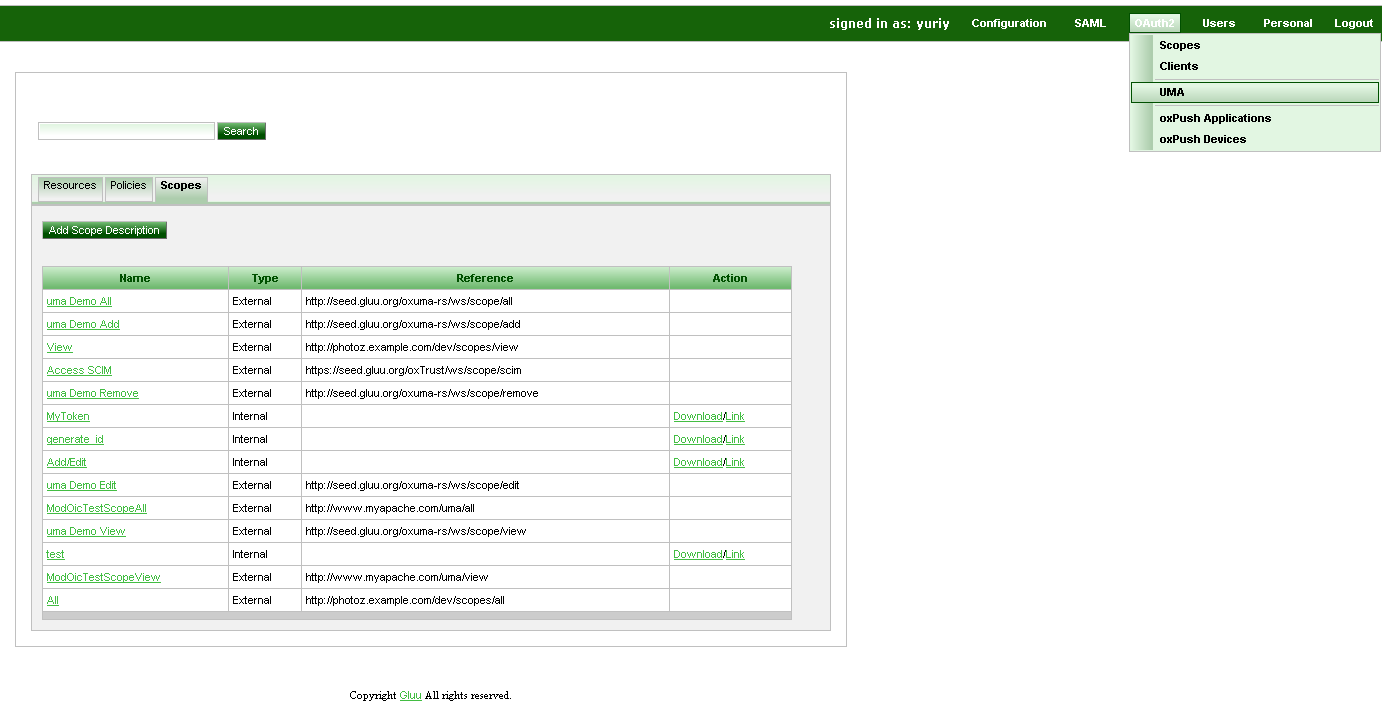 signed in as: yuriy Configuration SAML OAuth2 Users Personal Logout
Scopes
Clients
UMA
oxPush Applications
oxPush Devices
Search
Resources Policies Scopes
Add Scope Description
Name Type Reference Action
uma Demo All External http://seed.gluu.org/oxuma-rs/ws/scope/all
uma Demo Add External http://seed.gluu.org/oxuma-rs/ws/scope/add
View External http://photoz.example.com/dev/scopes/view
Access SCIM External https://seed.gluu.org/oxTrust/ws/scope/scim
uma Demo Remove External http://seed.gluu.org/oxuma-rs/ws/scope/remove
MyToken Internal Download/Link
generate_id Internal Download/Link
Add/Edit Internal Download/Link
uma Demo Edit External http://seed.gluu.org/oxuma-rs/ws/scope/edit
ModOicTestScopeAll External http://www.myapache.com/uma/all
uma Demo View External http://seed.gluu.org/oxuma-rs/ws/scope/view
test Internal Download/Link
ModOicTestScopeView External http://www.myapache.com/uma/view
All External http://photoz.example.com/dev/scopes/all
Copyright Gluu All rights reserved.